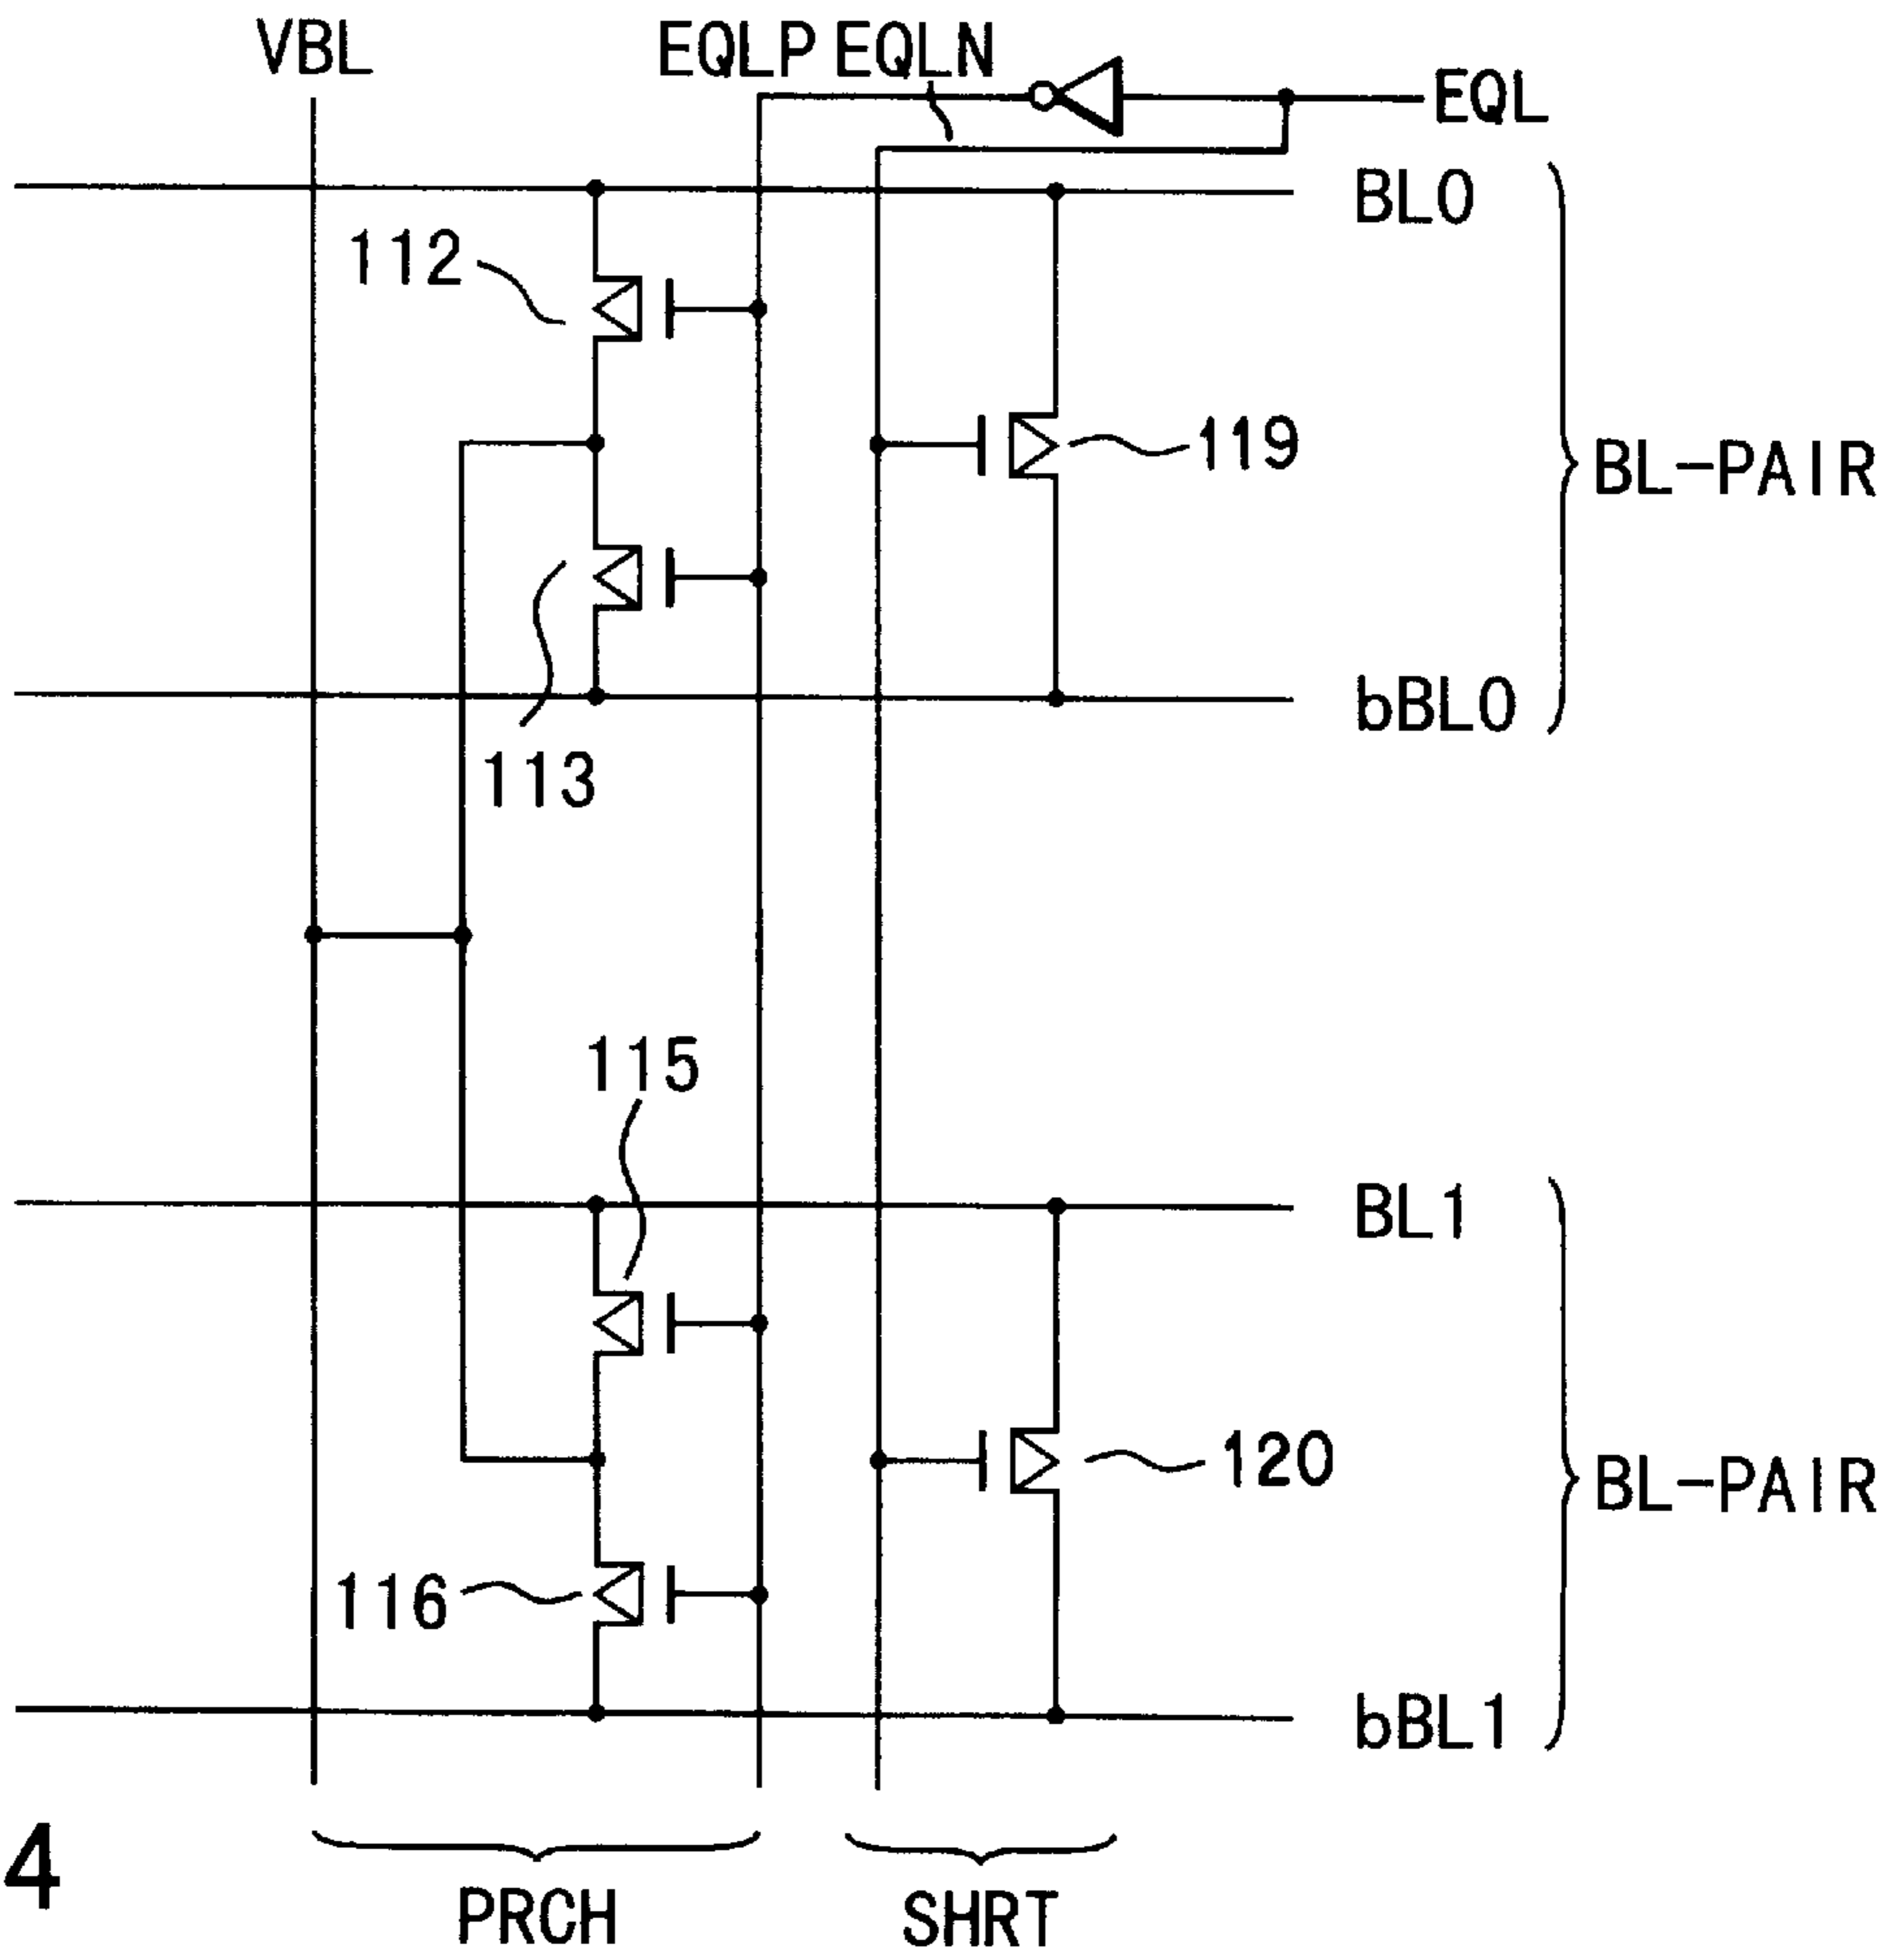 VBL
EQLP EQLN
EQL
BL0
112
119
BL-PAIR
bBL0
113
115
BL1
120
BL-PAIR
116
bBL1
4
PRCH
SHRT